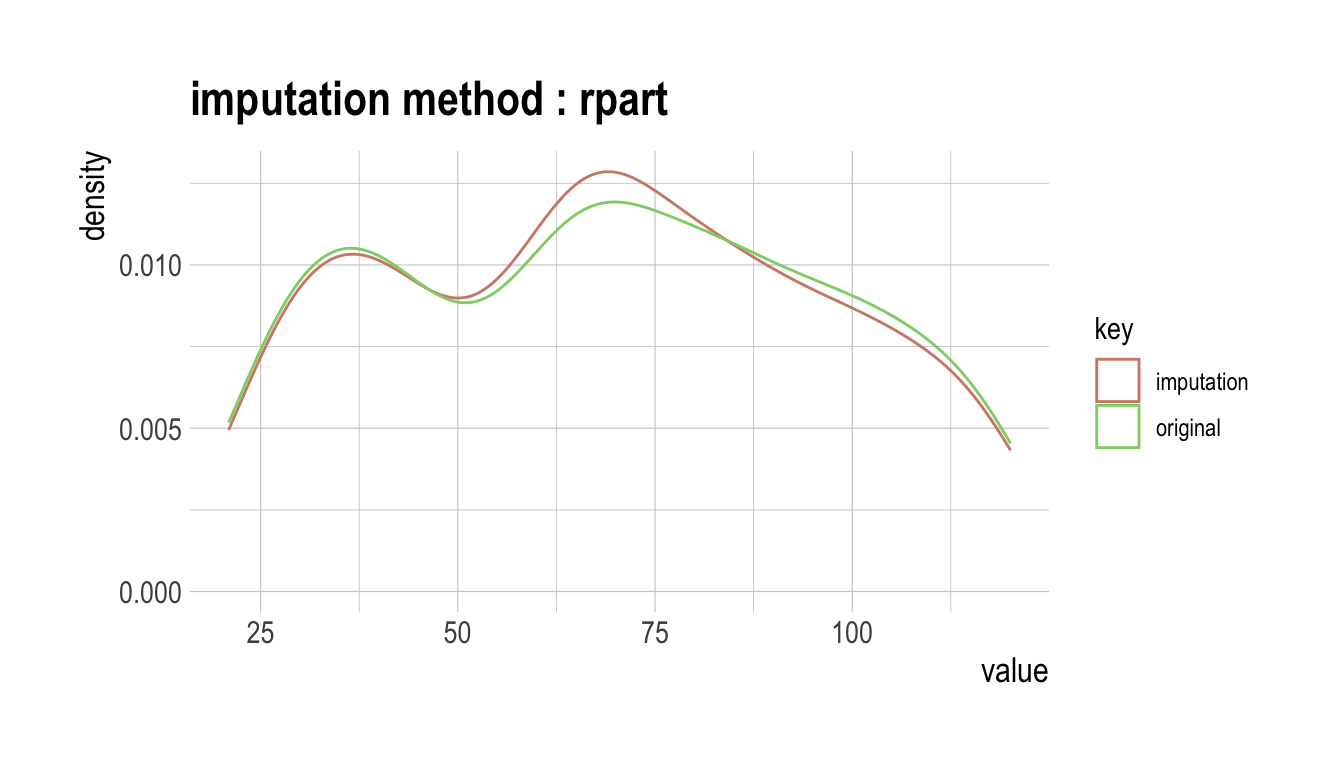 imputation method : rpart
density
0.010
0.005
0.000
25 50 75 100
value
key
imputation
original